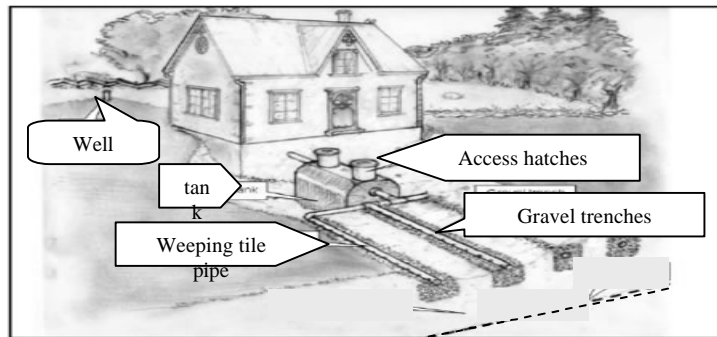 Well
Access hatches
tan
k
Gravel trenches
Weeping tile
pipe